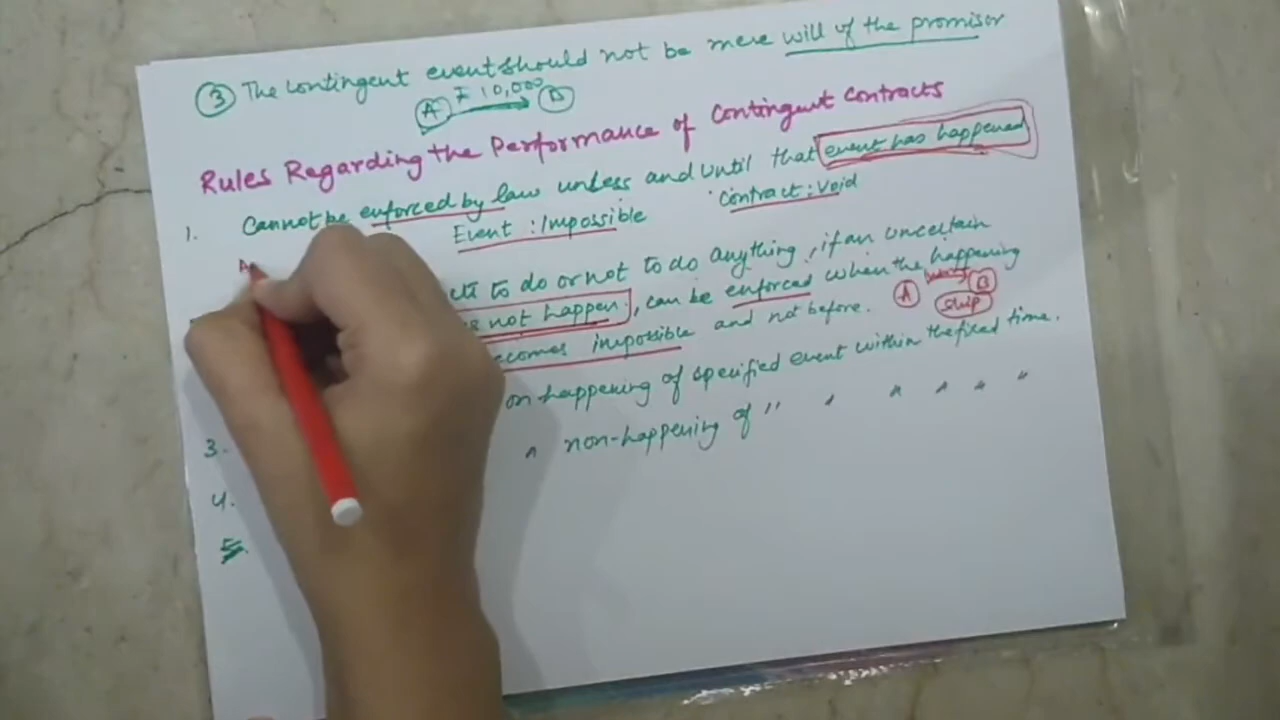 ③ The contingent event should not be mere will of the promisor
A ₹ 10,000 B
Rules Regarding the Performance of Contingent Contracts
1. Cannot be enforced by law unless and until that event has happened
Event : Impossible Contract : Void
to do or not to do anything, if an uncertain
not happen, can be enforced when the happening
becomes impossible and not before. A B
ship
3. on happening of specified event within the fixed time.
4. " non-happening of " " " " " "
5.